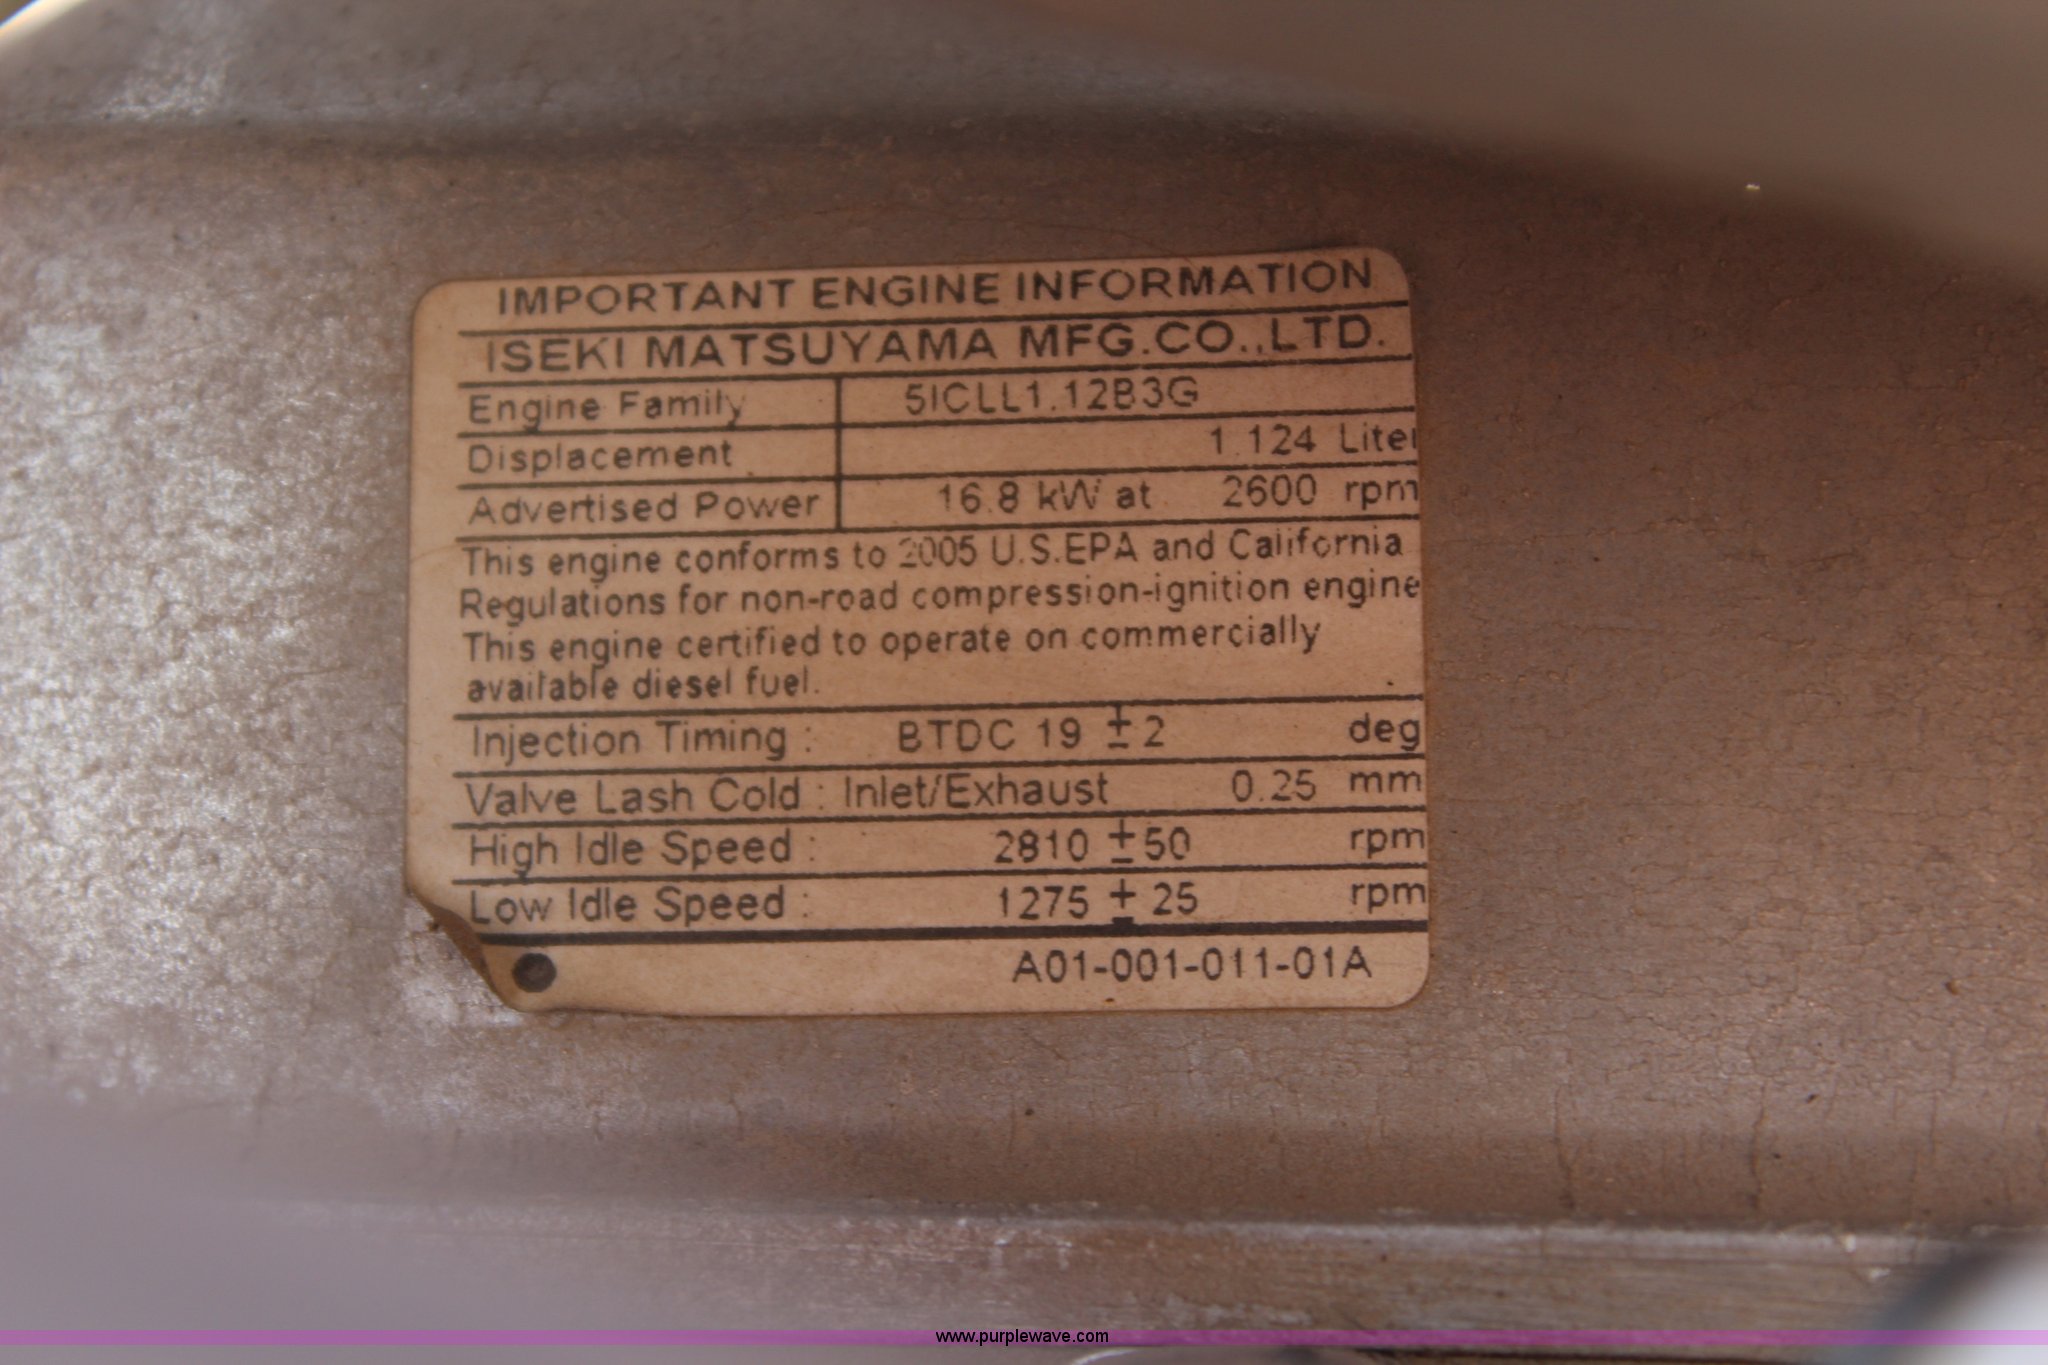 IMPORTANT ENGINE INFORMATION
ISEKI MATSUYAMA MFG.CO.,LTD.
Engine Family 5ICLL1.12B3G
Displacement 1.124 Liter
Advertised Power 16.8 kW at 2600 rpm
This engine conforms to 2005 U.S.EPA and California
Regulations for non-road compression-ignition engine
This engine certified to operate on commercially
available diesel fuel.
Injection Timing : BTDC 19 ± 2 deg
Valve Lash Cold : Inlet/Exhaust 0.25 mm
High Idle Speed : 2810 ± 50 rpm
Low Idle Speed : 1275 ± 25 rpm
A01-001-011-01A
www.purplewave.com